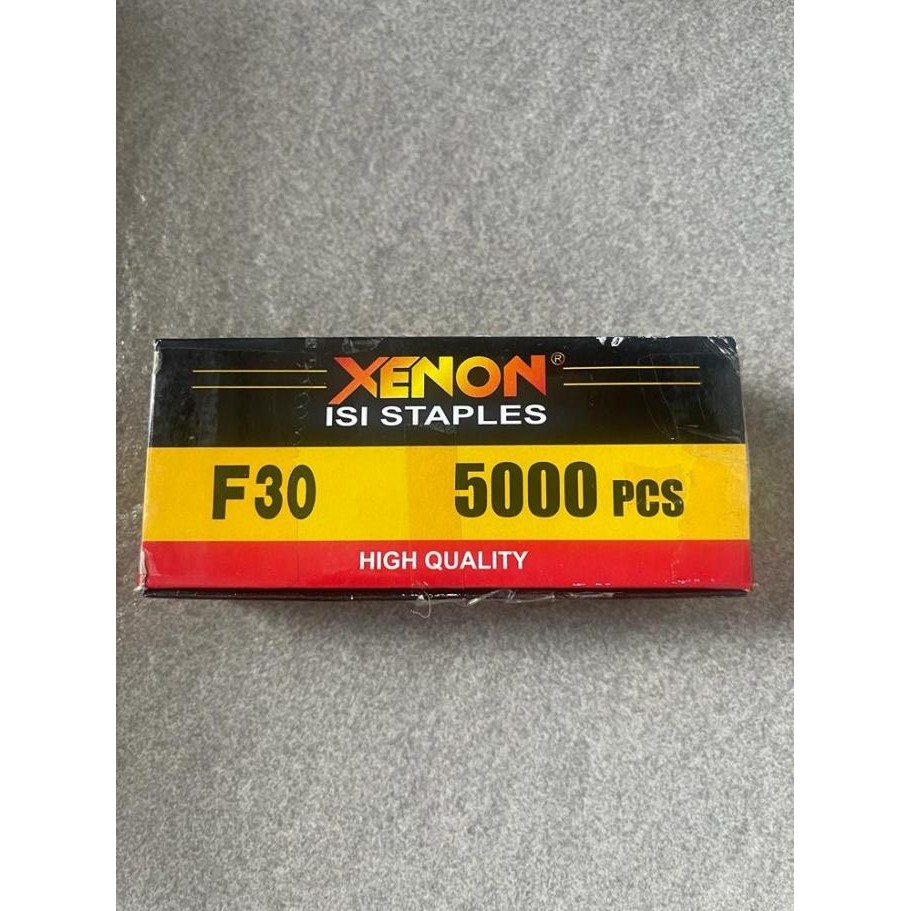 XENON®
ISI STAPLES
F30 5000 PCS
HIGH QUALITY